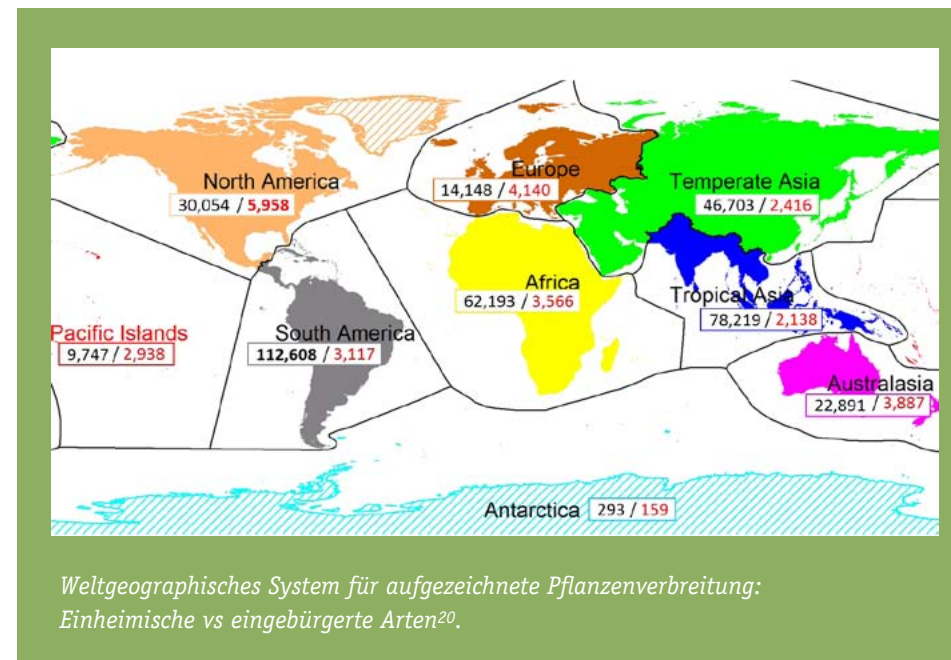 North America
30,054 / 5,958
Europe
14,148 / 4,140
Temperate Asia
46,703 / 2,416
Africa
62,193 / 3,566
Tropical Asia
78,219 / 2,138
Pacific Islands
9,747 / 2,938
South America
112,608 / 3,117
Australasia
22,891 / 3,887
Antarctica 293 / 159
Weltgeographisches System für aufgezeichnete Pflanzenverbreitung:
Einheimische vs eingebürgerte Arten20.